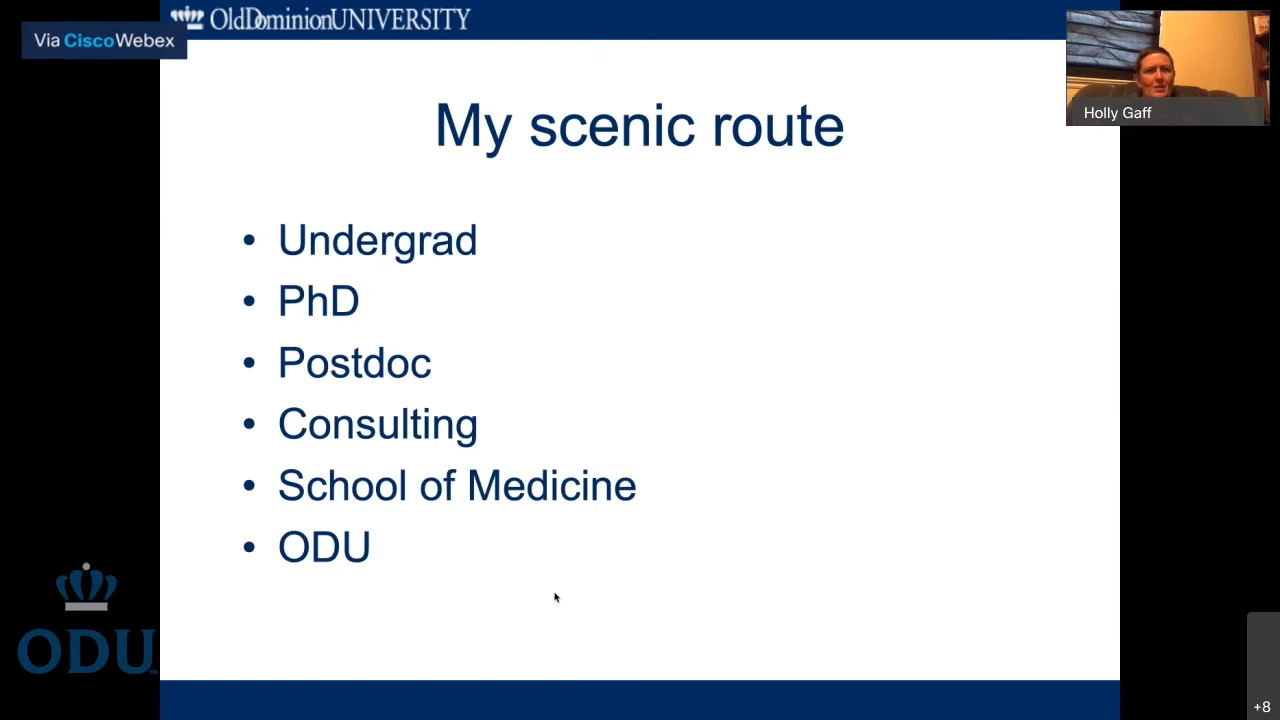 OldDominionUNIVERSITY
Via CiscoWebex
Holly Gaff
My scenic route
• Undergrad
• PhD
• Postdoc
• Consulting
• School of Medicine
• ODU
ODU
+8